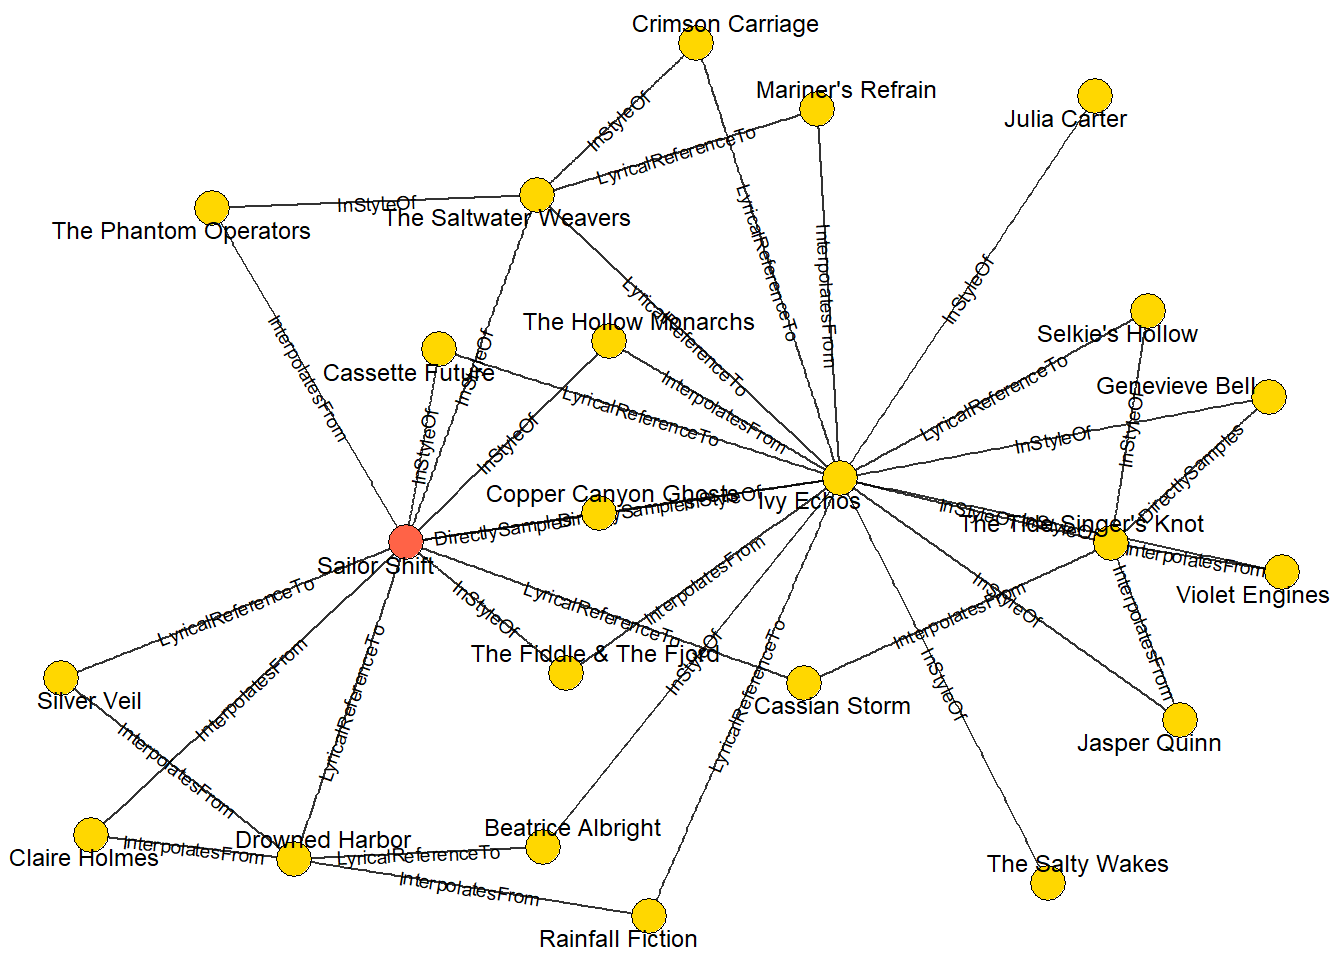 Crimson Carriage
Mariner's Refrain
Julia Carter
InStyleOf
LyricalReferenceTo
InStyleOf
The Saltwater Weavers
The Phantom Operators
LyricalReferenceTo
InterpolatesFrom
InStyleOf
The Hollow Monarchs
LyricalReferenceTo
Selkie's Hollow
InterpolatesFrom
Cassette Future
InStyleOf
InterpolatesFrom
LyricalReferenceTo
Genevieve Bell
LyricalReferenceTo
InStyleOf
InStyleOf
InStyleOf
InStyleOf
DirectlySamples
Copper Canyon Ghosts
InStyleOf
Ivy Echos
DirectlySamples
DirectlySamples
InStyleOf
InStyleOf
The Tide Singer's Knot
Sailor Shift
InterpolatesFrom
Violet Engines
InStyleOf
LyricalReferenceTo
InterpolatesFrom
InStyleOf
InterpolatesFrom
InterpolatesFrom
LyricalReferenceTo
The Fiddle & The Fjord
InStyleOf
LyricalReferenceTo
InStyleOf
Silver Veil
InterpolatesFrom
LyricalReferenceTo
Cassian Storm
Jasper Quinn
InterpolatesFrom
Drowned Harbor
Beatrice Albright
Claire Holmes
InterpolatesFrom
LyricalReferenceTo
The Salty Wakes
InterpolatesFrom
Rainfall Fiction